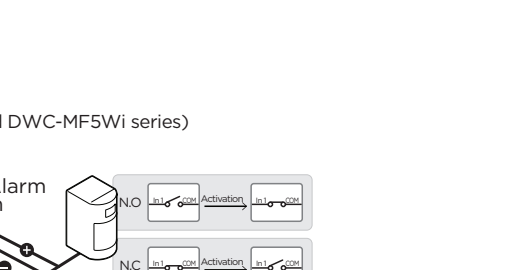 DWC-MF5Wi series)
larm
N.O In 1 COM Activation In 1 COM
N.C In 1 COM Activation In 1 COM